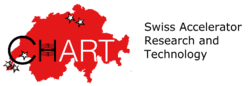 CHART
Swiss Accelerator
Research and
Technology